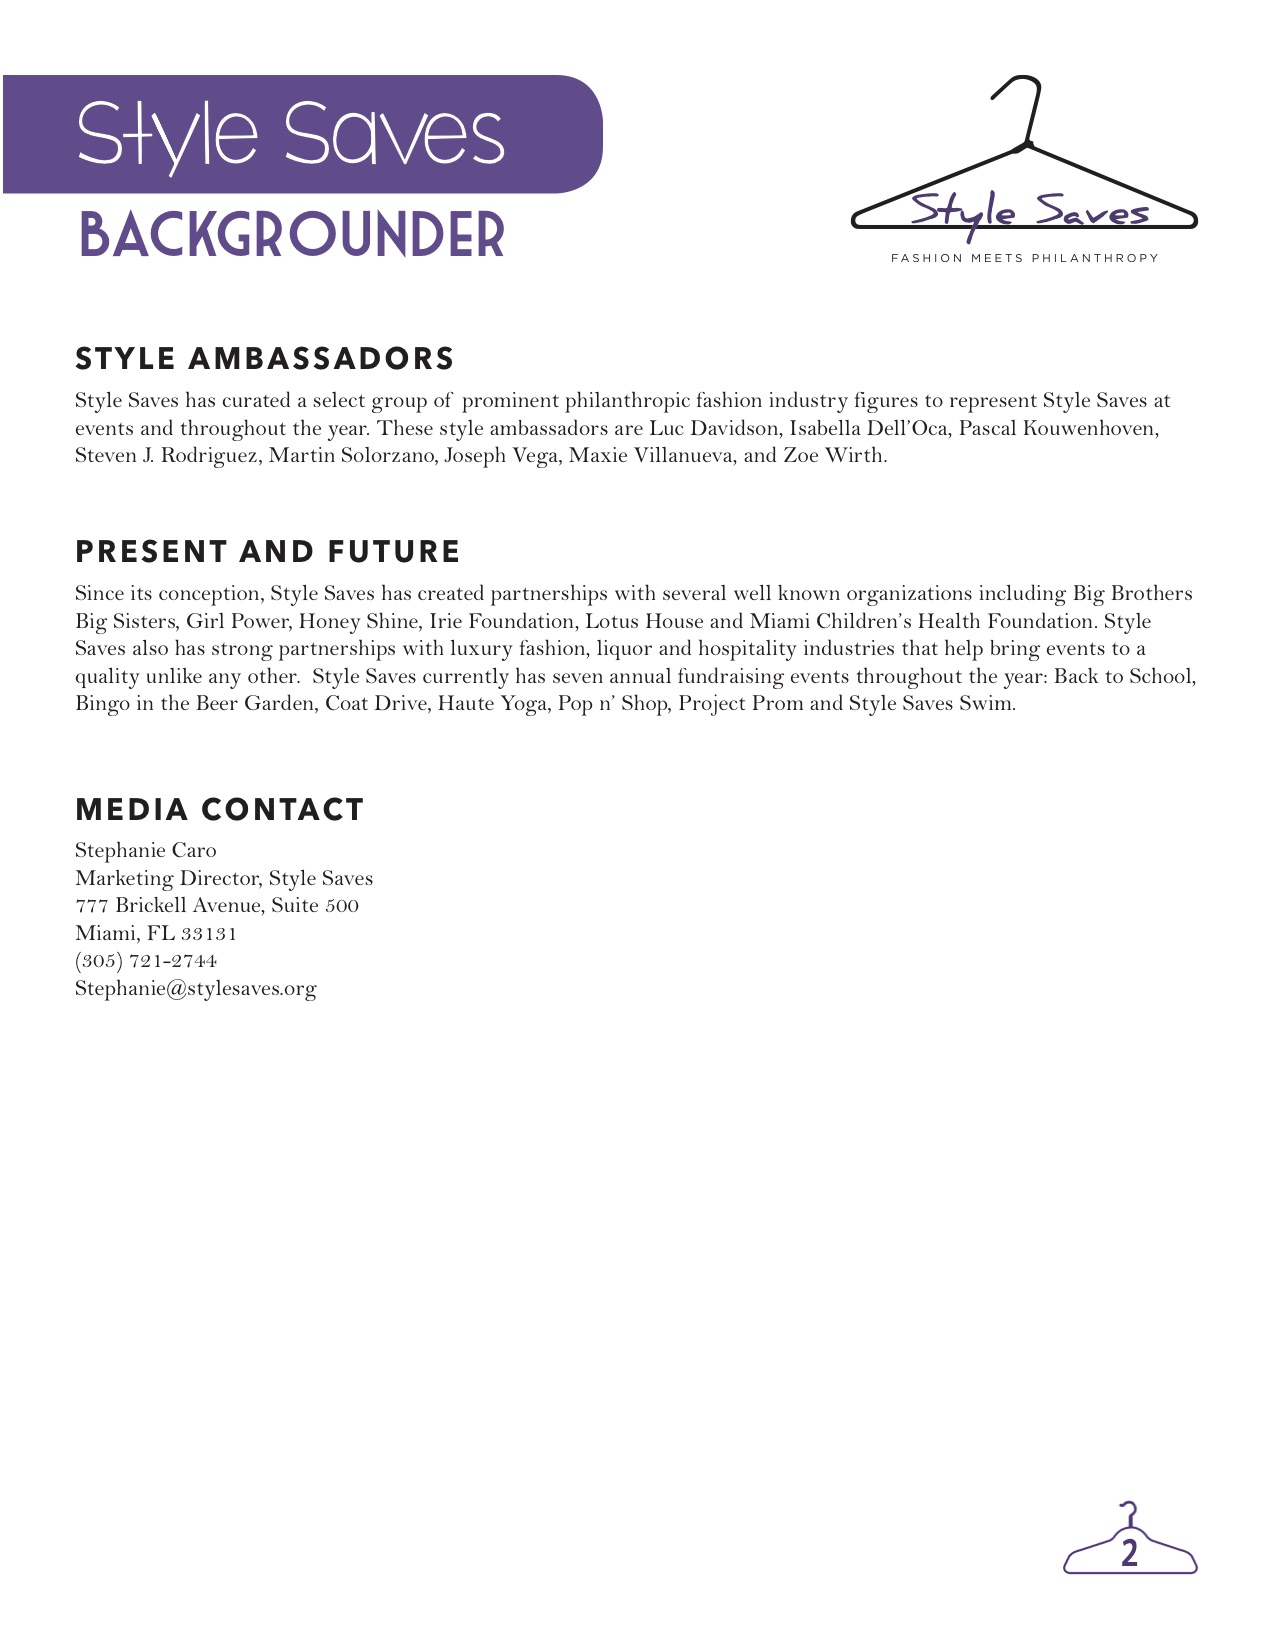 Style Saves
BACKGROUNDER
Style Saves
FASHION MEETS PHILANTHROPY
STYLE AMBASSADORS
Style Saves has curated a select group of  prominent philanthropic fashion industry figures to represent Style Saves at
events and throughout the year. These style ambassadors are Luc Davidson, Isabella Dell’Oca, Pascal Kouwenhoven,
Steven J. Rodriguez, Martin Solorzano, Joseph Vega, Maxie Villanueva, and Zoe Wirth.
PRESENT AND FUTURE
Since its conception, Style Saves has created partnerships with several well known organizations including Big Brothers
Big Sisters, Girl Power, Honey Shine, Irie Foundation, Lotus House and Miami Children’s Health Foundation. Style
Saves also has strong partnerships with luxury fashion, liquor and hospitality industries that help bring events to a
quality unlike any other.  Style Saves currently has seven annual fundraising events throughout the year: Back to School,
Bingo in the Beer Garden, Coat Drive, Haute Yoga, Pop n’ Shop, Project Prom and Style Saves Swim.
MEDIA CONTACT
Stephanie Caro
Marketing Director, Style Saves
777 Brickell Avenue, Suite 500
Miami, FL 33131
(305) 721-2744
Stephanie@stylesaves.org
2